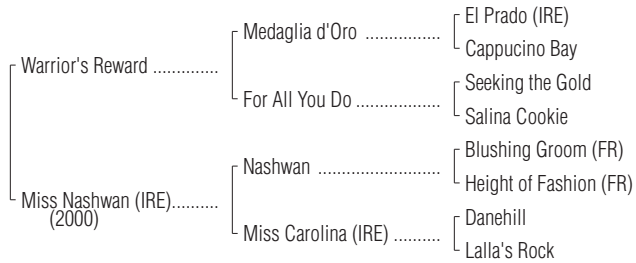 El Prado (IRE)
Medaglia d'Oro ..................
Cappucino Bay
Warrior's Reward ..............
Seeking the Gold
For All You Do ....................
Salina Cookie
Blushing Groom (FR)
Nashwan ...........................
Height of Fashion (FR)
Miss Nashwan (IRE)..........
(2000)
Danehill
Miss Carolina (IRE) ...........
Lalla's Rock